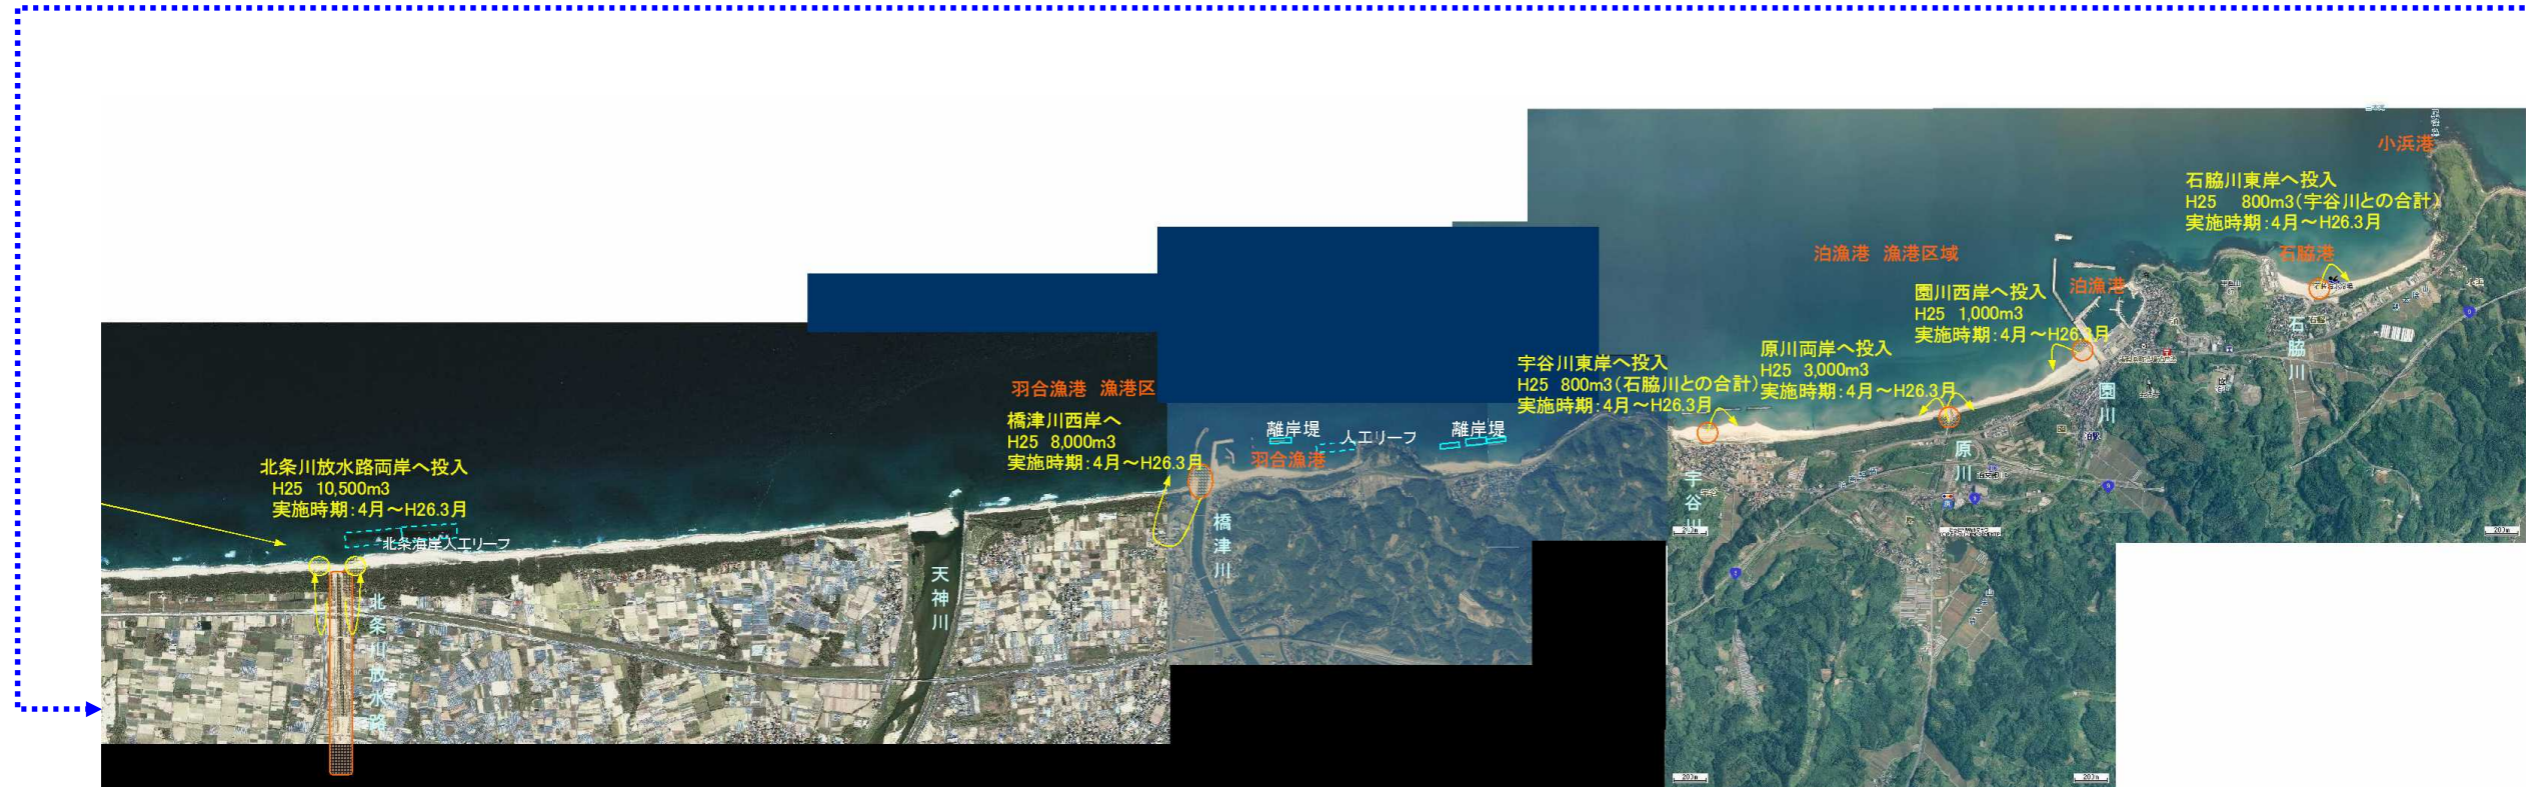 小浜港
石脇川東岸へ投入
H25 800m3(宇谷川との合計)
実施時期:4月～H26.3月
石脇港
泊漁港 漁港区域
泊漁港
園川西岸へ投入
H25 1,000m3
実施時期:4月～H26.3月
原川両岸へ投入
H25 3,000m3
実施時期:4月～H26.3月
宇谷川東岸へ投入
H25 800m3(石脇川との合計)
実施時期:4月～H26.3月
羽合漁港 漁港区
橋津川西岸へ
H25 8,000m3
実施時期:4月～H26.3月
離岸堤
人工リーフ
離岸堤
羽合漁港
北条川放水路両岸へ投入
H25 10,500m3
実施時期:4月～H26.3月
北条海岸人工リーフ
石脇川
園川
原川
宇谷川
橋津川
天神川
北条川放水路
200m
200m
200m
200m